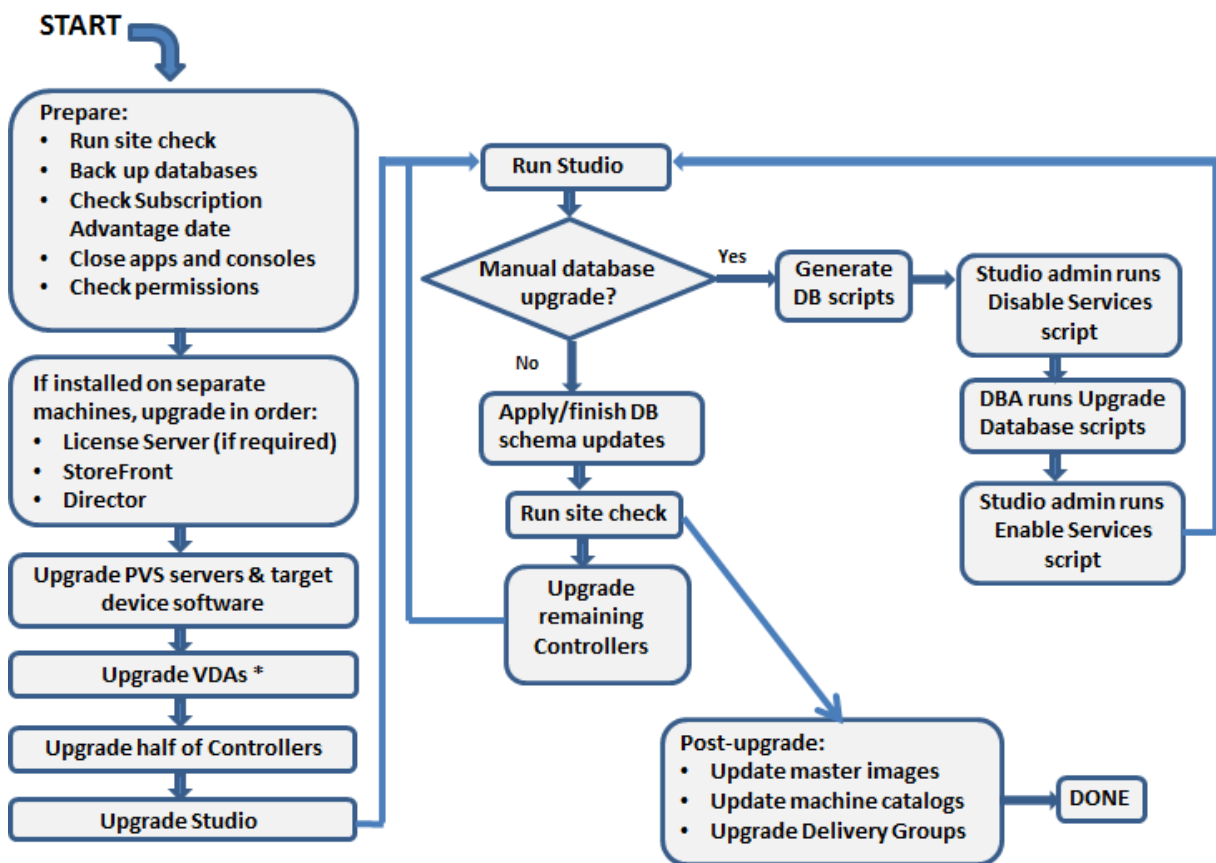 START
Prepare:
• Run site check
• Back up databases
• Check Subscription
Advantage date
• Close apps and consoles
• Check permissions
If installed on separate
machines, upgrade in order:
• License Server (if required)
• StoreFront
• Director
Upgrade PVS servers & target
device software
Upgrade VDAs *
Upgrade half of Controllers
Upgrade Studio
Run Studio
Manual database
upgrade?
Yes
Generate
DB scripts
Studio admin runs
Disable Services
script
DBA runs Upgrade
Database scripts
Studio admin runs
Enable Services
script
No
Apply/finish DB
schema updates
Run site check
Upgrade
remaining
Controllers
Post-upgrade:
• Update master images
• Update machine catalogs
• Upgrade Delivery Groups
DONE